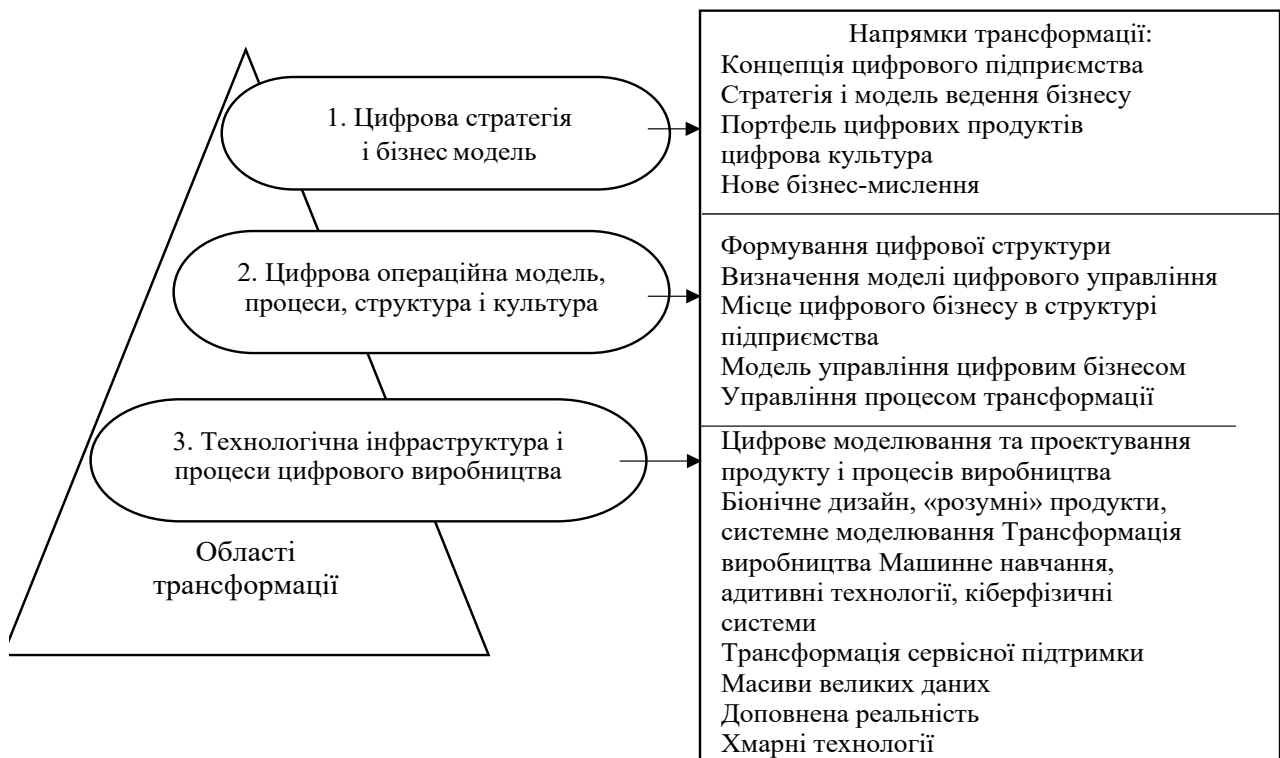 1. Цифрова стратегія
і бізнес модель
2. Цифрова операційна модель,
процеси, структура і культура
3. Технологічна інфраструктура і
процеси цифрового виробництва
Області
трансформації
Напрямки трансформації:
Концепція цифрового підприємства
Стратегія і модель ведення бізнесу
Портфель цифрових продуктів
цифрова культура
Нове бізнес-мислення
Формування цифрової структури
Визначення моделі цифрового управління
Місце цифрового бізнесу в структурі
підприємства
Модель управління цифровим бізнесом
Управління процесом трансформації
Цифрове моделювання та проектування
продукту і процесів виробництва
Біонічне дизайн, «розумні» продукти,
системне моделювання Трансформація
виробництва Машинне навчання,
адитивні технології, кіберфізичні
системи
Трансформація сервісної підтримки
Масиви великих даних
Доповнена реальність
Хмарні технології